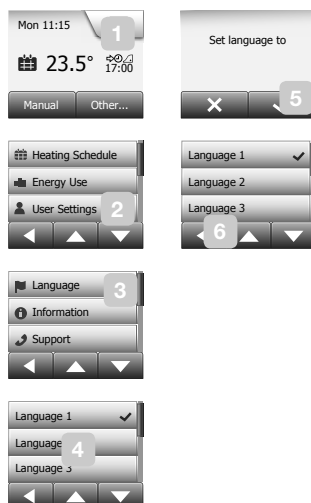 Mon 11:15
1
23.5°
17:00
Manual Other...
Heating Schedule
Energy Use
User Settings 2
Language 3
Information
Support
Language 1
Language
4
Language 3
Set language to
5
Language 1
Language 2
Language 3
6